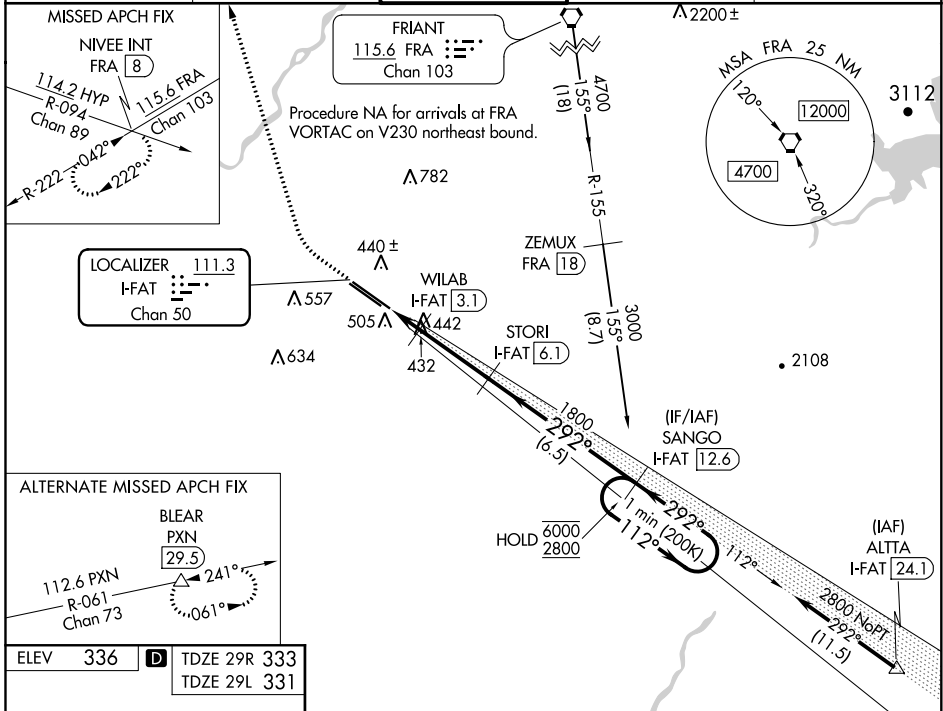 MISSED APCH FIX
NIVEE INT
FRA 8
114.2 HYP
R-094
Chan 89
115.6 FRA
Chan 103
R-222
042°
222°
FRIANT
115.6 FRA
Chan 103
Procedure NA for arrivals at FRA
VORTAC on V230 northeast bound.
2200 ±
4700
155°
(18)
R-155
MSA FRA 25 NM
120°
12000
4700
320°
3112
782
ZEMUX
FRA 18
3000
155°
(8.7)
LOCALIZER 111.3
I-FAT
Chan 50
440 ±
557
505
WILAB
I-FAT 3.1
442
432
634
STORI
I-FAT 6.1
2108
1800
292°
(6.5)
(IF/IAF)
SANGO
I-FAT 12.6
292°
1 min (200K)
112°
HOLD 6000
2800
112°
(IAF)
ALTTA
I-FAT 24.1
2800 NoPT
292°
(11.5)
ALTERNATE MISSED APCH FIX
BLEAR
PXN
29.5
112.6 PXN
R-061
Chan 73
241°
061°
ELEV 336 D TDZE 29R 333
TDZE 29L 331